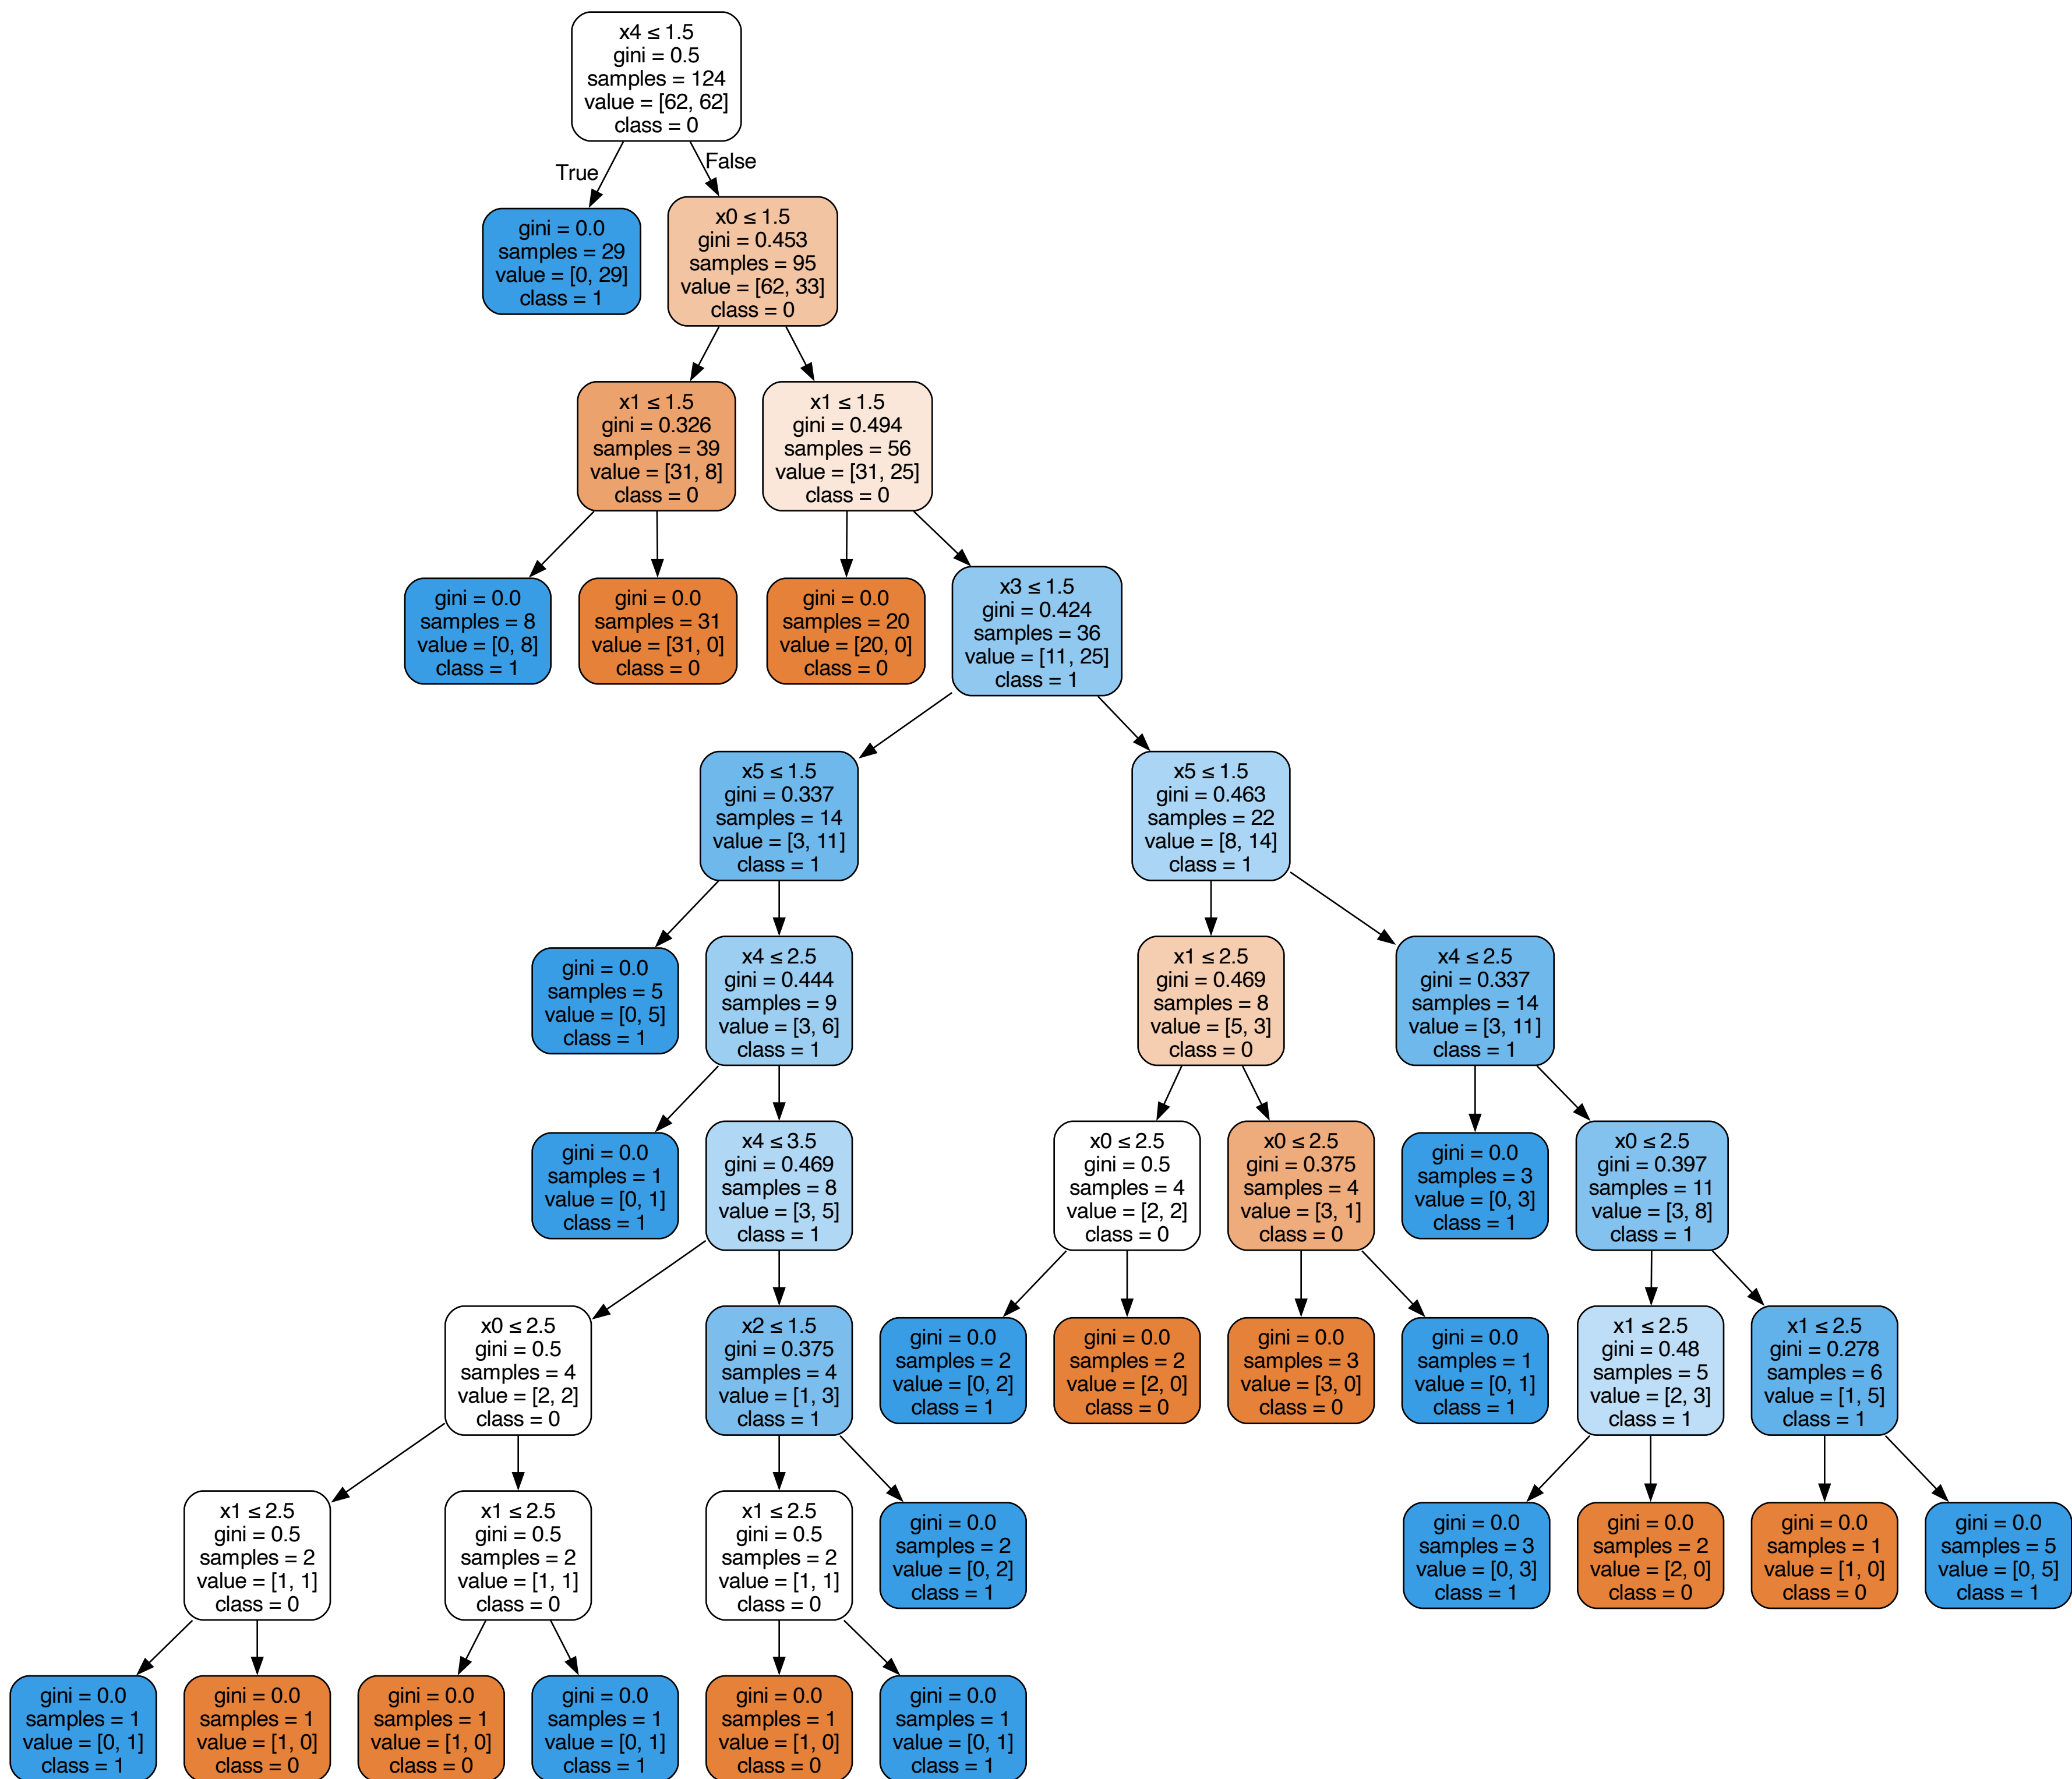 x4 ≤ 1.5
gini = 0.5
samples = 124
value = [62, 62]
class = 0
True
False
gini = 0.0
samples = 29
value = [0, 29]
class = 1
x0 ≤ 1.5
gini = 0.453
samples = 95
value = [62, 33]
class = 0
x1 ≤ 1.5
gini = 0.326
samples = 39
value = [31, 8]
class = 0
x1 ≤ 1.5
gini = 0.494
samples = 56
value = [31, 25]
class = 0
gini = 0.0
samples = 8
value = [0, 8]
class = 1
gini = 0.0
samples = 31
value = [31, 0]
class = 0
gini = 0.0
samples = 20
value = [20, 0]
class = 0
x3 ≤ 1.5
gini = 0.424
samples = 36
value = [11, 25]
class = 1
x5 ≤ 1.5
gini = 0.337
samples = 14
value = [3, 11]
class = 1
x5 ≤ 1.5
gini = 0.463
samples = 22
value = [8, 14]
class = 1
gini = 0.0
samples = 5
value = [0, 5]
class = 1
x4 ≤ 2.5
gini = 0.444
samples = 9
value = [3, 6]
class = 1
x1 ≤ 2.5
gini = 0.469
samples = 8
value = [5, 3]
class = 0
x4 ≤ 2.5
gini = 0.337
samples = 14
value = [3, 11]
class = 1
gini = 0.0
samples = 1
value = [0, 1]
class = 1
x4 ≤ 3.5
gini = 0.469
samples = 8
value = [3, 5]
class = 1
x0 ≤ 2.5
gini = 0.5
samples = 4
value = [2, 2]
class = 0
x0 ≤ 2.5
gini = 0.375
samples = 4
value = [3, 1]
class = 0
gini = 0.0
samples = 3
value = [0, 3]
class = 1
x0 ≤ 2.5
gini = 0.397
samples = 11
value = [3, 8]
class = 1
x0 ≤ 2.5
gini = 0.5
samples = 4
value = [2, 2]
class = 0
x2 ≤ 1.5
gini = 0.375
samples = 4
value = [1, 3]
class = 1
gini = 0.0
samples = 2
value = [0, 2]
class = 1
gini = 0.0
samples = 2
value = [2, 0]
class = 0
gini = 0.0
samples = 3
value = [3, 0]
class = 0
gini = 0.0
samples = 1
value = [0, 1]
class = 1
x1 ≤ 2.5
gini = 0.48
samples = 5
value = [2, 3]
class = 1
x1 ≤ 2.5
gini = 0.278
samples = 6
value = [1, 5]
class = 1
x1 ≤ 2.5
gini = 0.5
samples = 2
value = [1, 1]
class = 0
x1 ≤ 2.5
gini = 0.5
samples = 2
value = [1, 1]
class = 0
x1 ≤ 2.5
gini = 0.5
samples = 2
value = [1, 1]
class = 0
gini = 0.0
samples = 2
value = [0, 2]
class = 1
gini = 0.0
samples = 3
value = [0, 3]
class = 1
gini = 0.0
samples = 2
value = [2, 0]
class = 0
gini = 0.0
samples = 1
value = [1, 0]
class = 0
gini = 0.0
samples = 5
value = [0, 5]
class = 1
gini = 0.0
samples = 1
value = [0, 1]
class = 1
gini = 0.0
samples = 1
value = [1, 0]
class = 0
gini = 0.0
samples = 1
value = [1, 0]
class = 0
gini = 0.0
samples = 1
value = [0, 1]
class = 1
gini = 0.0
samples = 1
value = [1, 0]
class = 0
gini = 0.0
samples = 1
value = [0, 1]
class = 1